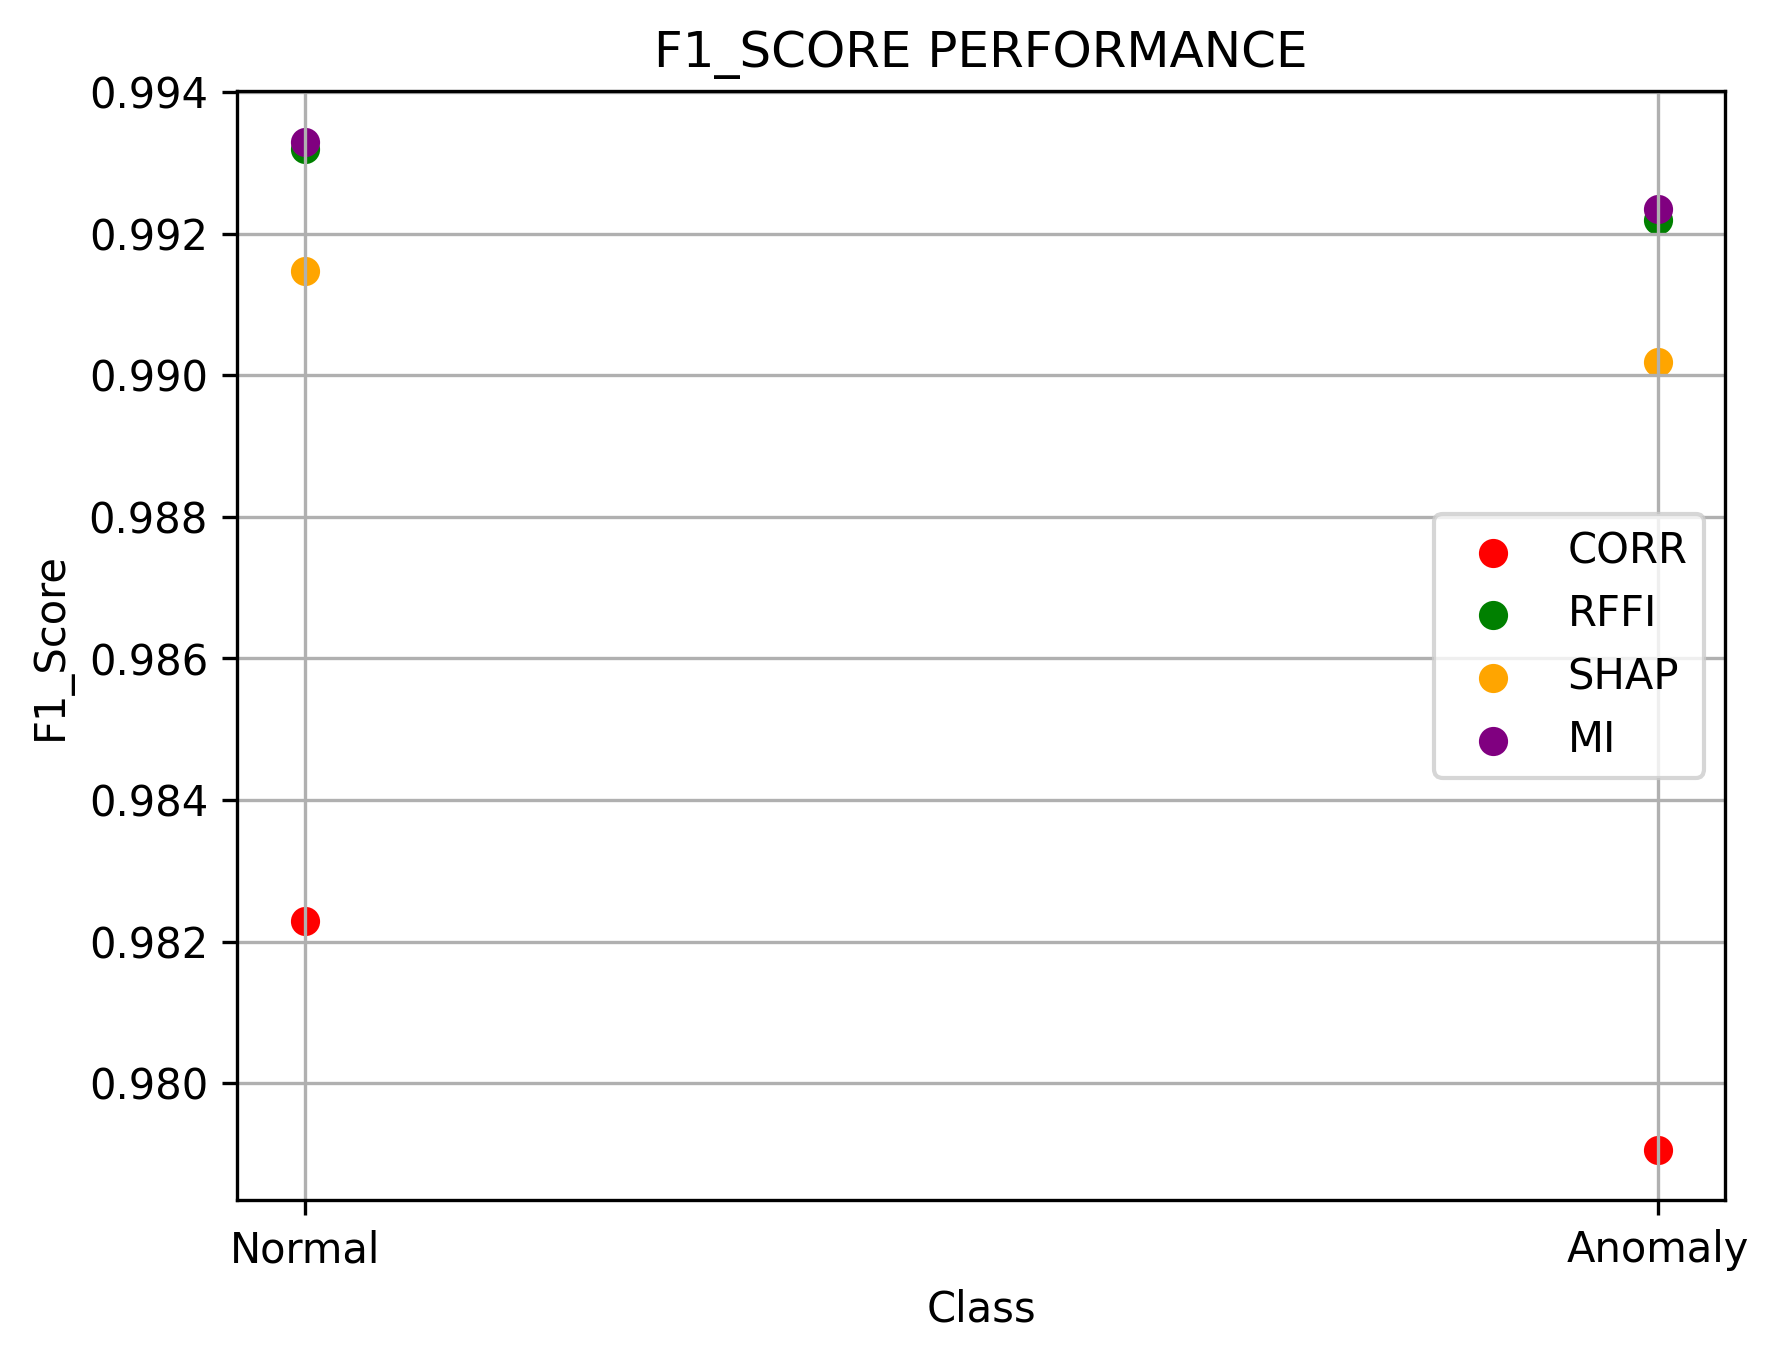 F1_SCORE PERFORMANCE
0.994
0.992
0.990
0.988
0.986
0.984
0.982
0.980
F1_Score
CORR
RFFI
SHAP
MI
Normal
Anomaly
Class